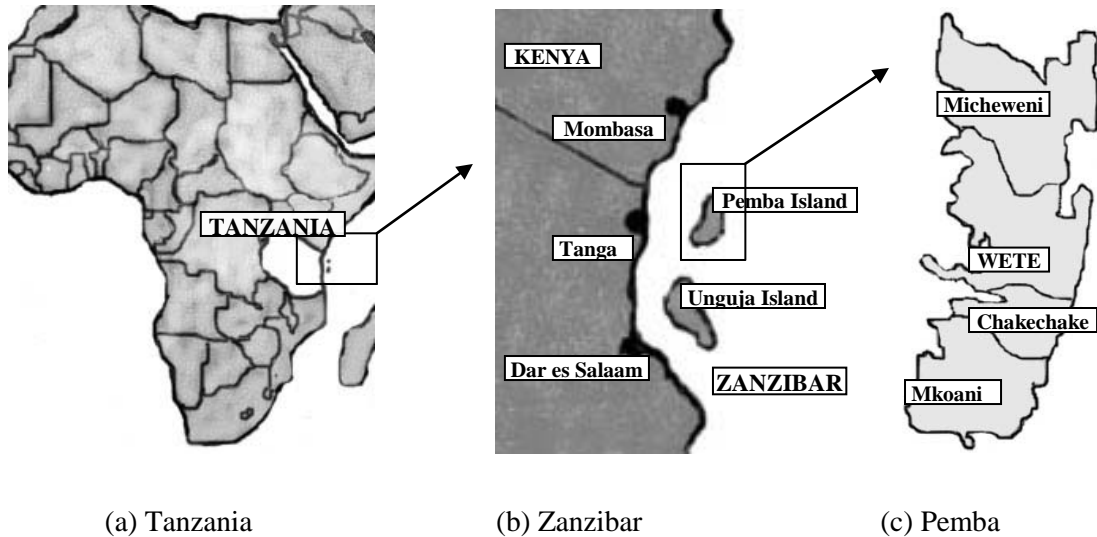 TANZANIA
KENYA
Mombasa
Pemba Island
Tanga
Unguja Island
Dar es Salaam
ZANZIBAR
Micheweni
WETE
Chakechake
Mkoani
(a) Tanzania
(b) Zanzibar
(c) Pemba